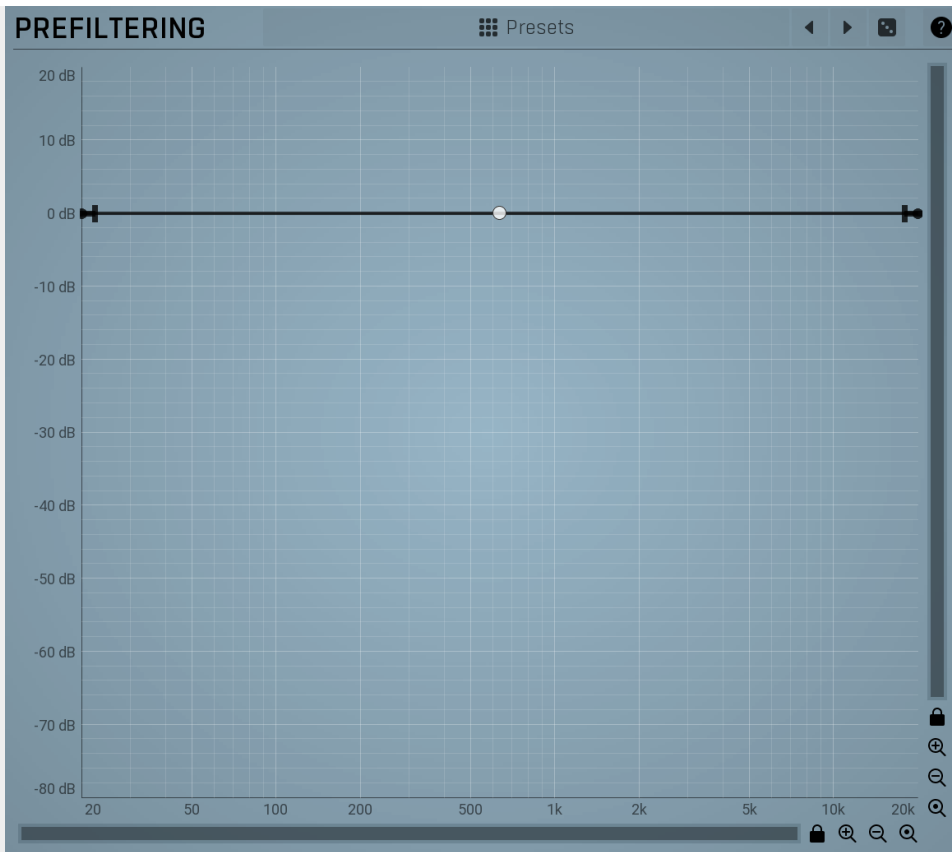 PREFILTERING Presets ?
20 dB
10 dB
0 dB
-10 dB
-20 dB
-30 dB
-40 dB
-50 dB
-60 dB
-70 dB
-80 dB
20 50 100 200 500 1k 2k 5k 10k 20k